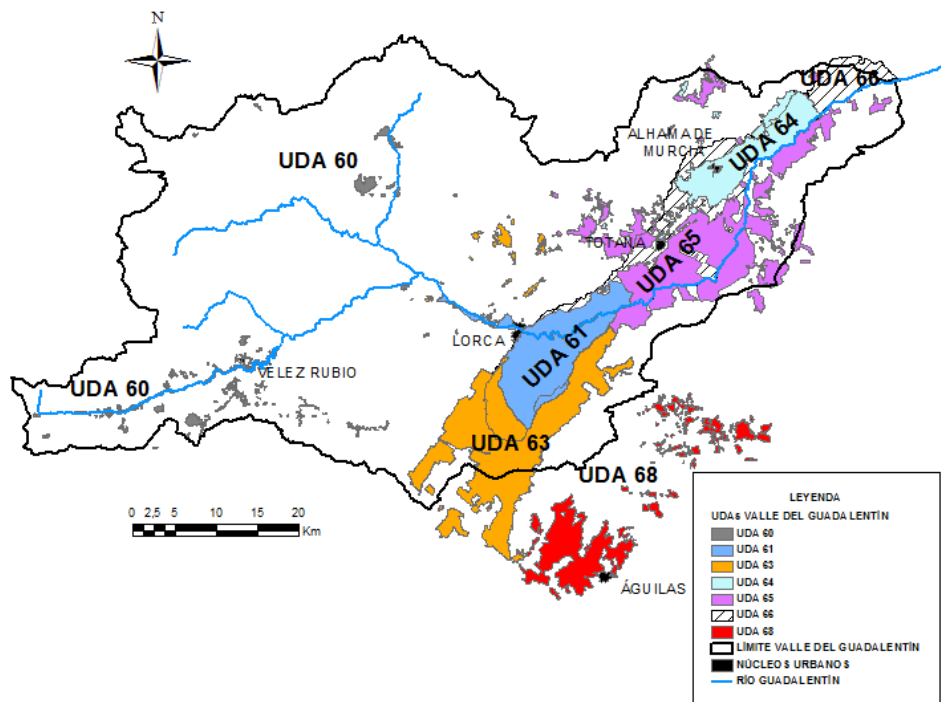 N
UDA 66
UDA 64
ALHAMA DE
MURCIA
UDA 60
TOTANA
UDA 65
LORCA
UDA 61
VÉLEZ RUBIO
UDA 60
UDA 63
UDA 68
0 2,5 5 10 15 20
Km
ÁGUILAS
LEYENDA
UDAs VALLE DEL GUADALENTÍN
UDA 60
UDA 61
UDA 63
UDA 64
UDA 65
UDA 66
UDA 68
LÍMITE VALLE DEL GUADALENTÍN
NÚCLEOS URBANOS
RÍO GUADALENTÍN